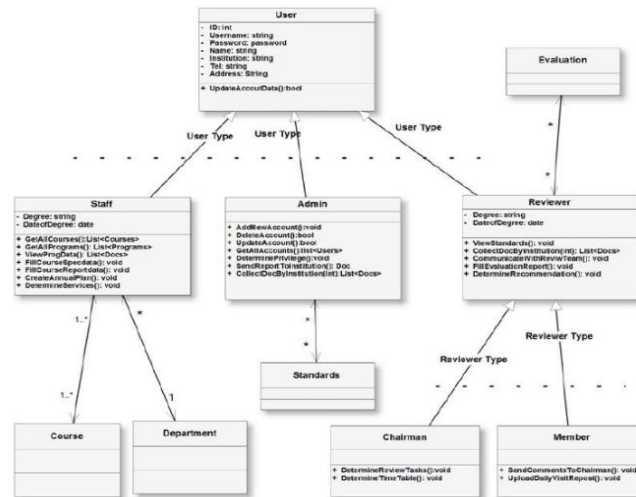 User
- ID: int
- Username: string
- Password: password
- Name: string
- Institution: string
- Tel: string
- Address: String
+ UpdateAccoutData():bool
Evaluation
*
*
User Type
User Type
User Type
Staff
- Degree: string
- DateofDegree: date
+ GetAllCourses():List<Courses>
+ GetAllPrograms(): List<Programs>
+ ViewProgData(): List<Docs>
+ FillCourseSpecdata(): void
+ FillCourseReportdata(): void
+ CreateAnnualPlan(): void
+ DetermineServices(): void
Admin
+ AddNewAccount():void
+ DeleteAccount():bool
+ UpdateAccount():bool
+ GetAllAccounts():list<Users>
+ DeterminePrivilege():void
+ SendReportToInstitution(): Doc
+ CollectDocByInstitution(int):List<Docs>
Reviewer
- Degree: string
- DateofDegree: date
+ ViewStandards(): void
+ CollectDocByInstitution(int): List<Docs>
+ CommunicateWithReviwTeam(): void
+ FillEvaluationReport(): void
+ DetermineRecommendation(): void
1..*
*
*
*
1..*
1
Reviewer Type
Reviewer Type
Standards
Course
Department
Chairman
+ DetermineReviewTasks():void
+ DetermineTimeTable(): void
Member
+ SendCommentsToChairman(): void
+ UploadDailyVisitRepost(): void